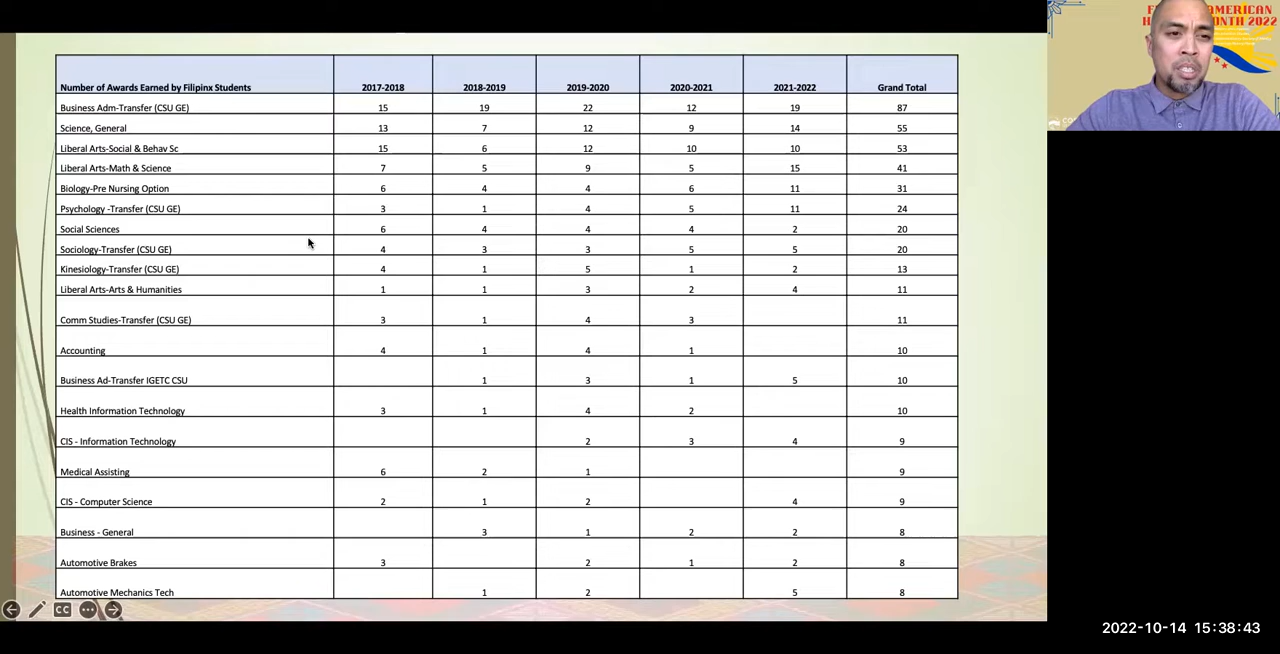 Number of Awards Earned by Filipinx Students 2017-2018 2018-2019 2019-2020 2020-2021 2021-2022 Grand Total
Business Adm-Transfer (CSU GE) 15 19 22 12 19 87
Science, General 13 7 12 9 14 55
Liberal Arts-Social & Behav Sc 15 6 12 10 10 53
Liberal Arts-Math & Science 7 5 9 5 15 41
Biology-Pre Nursing Option 6 4 4 6 11 31
Psychology -Transfer (CSU GE) 3 1 4 5 11 24
Social Sciences 6 4 4 4 2 20
Sociology-Transfer (CSU GE) 4 3 3 5 5 20
Kinesiology-Transfer (CSU GE) 4 1 5 1 2 13
Liberal Arts-Arts & Humanities 1 1 3 2 4 11
Comm Studies-Transfer (CSU GE) 3 1 4 3 11
Accounting 4 1 4 1 10
Business Ad-Transfer IGETC CSU 1 3 1 5 10
Health Information Technology 3 1 4 2 10
CIS - Information Technology 2 3 4 9
Medical Assisting 6 2 1 9
CIS - Computer Science 2 1 2 4 9
Business - General 3 1 2 2 8
Automotive Brakes 3 2 1 2 8
Automotive Mechanics Tech 1 2 5 8
CC
AMERICAN
MONTH 2022
2022-10-14 15:38:43